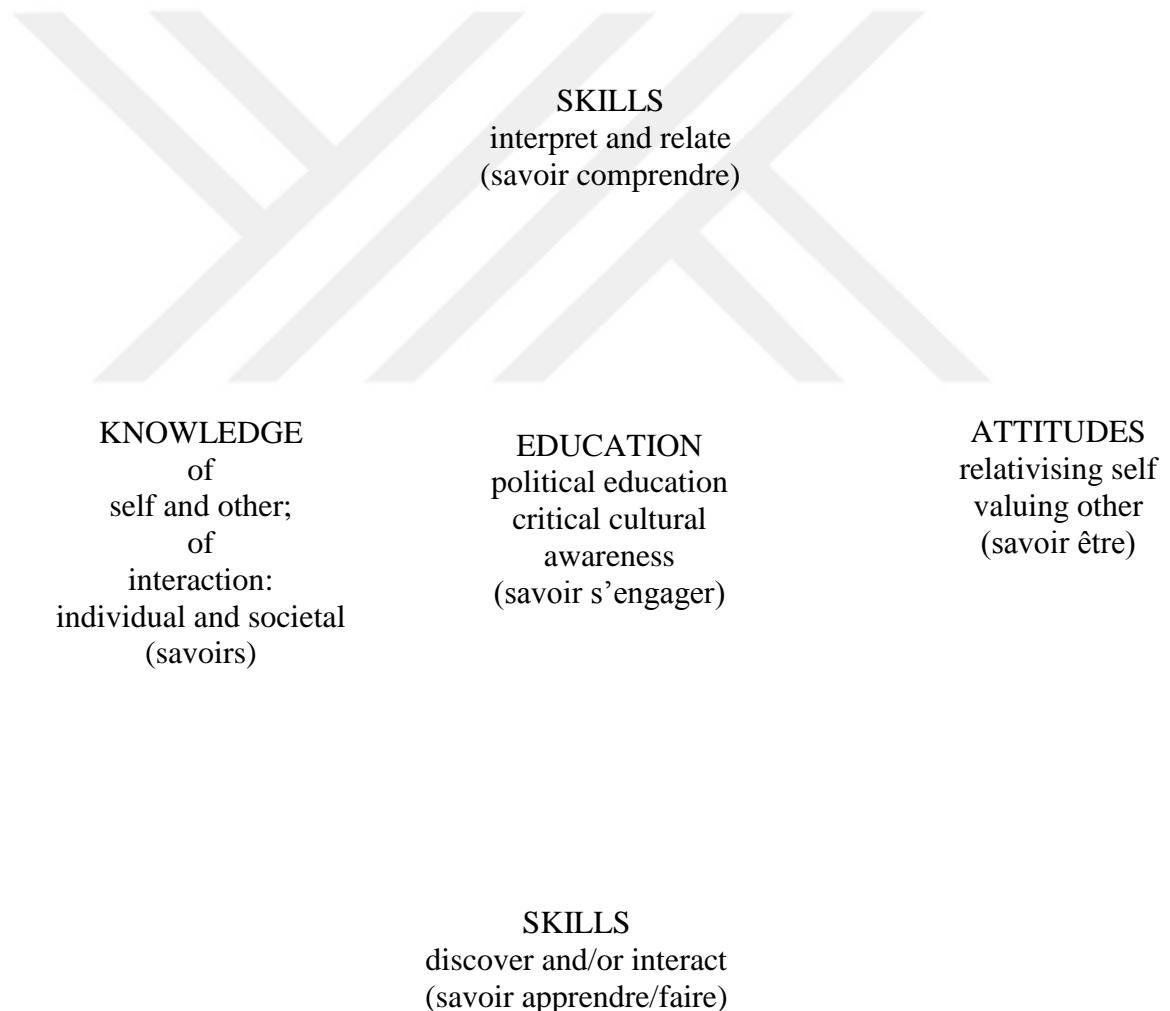 SKILLS
interpret and relate
(savoir comprendre)
KNOWLEDGE
of
self and other;
of
interaction:
individual and societal
(savoirs)
EDUCATION
political education
critical cultural
awareness
(savoir s’engager)
ATTITUDES
relativising self
valuing other
(savoir être)
SKILLS
discover and/or interact
(savoir apprendre/faire)